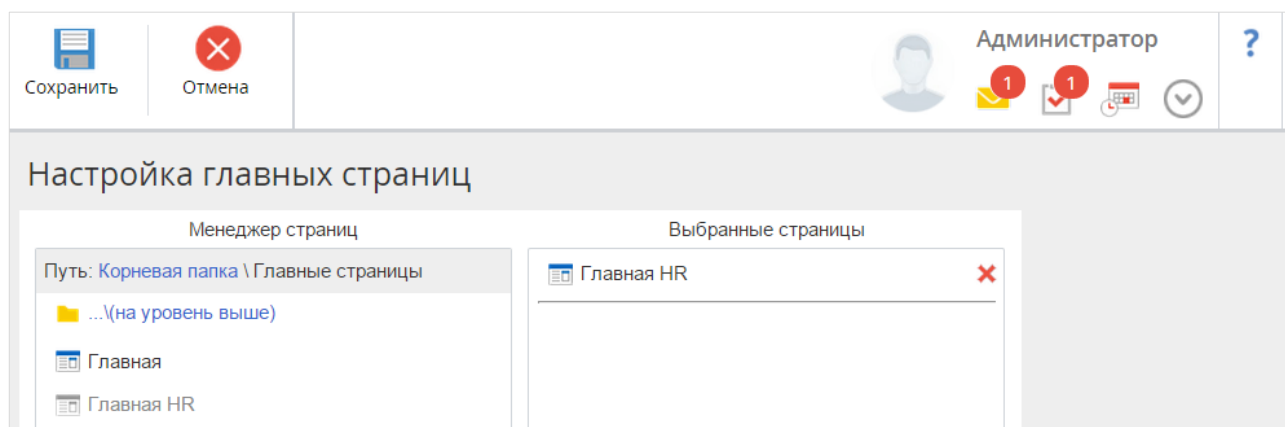 Сохранить
Отмена
Администратор
1
1
?
Настройка главных страниц
Менеджер страниц
Путь: Корневая папка \ Главные страницы
...\(на уровень выше)
Главная
Главная HR
Выбранные страницы
Главная HR